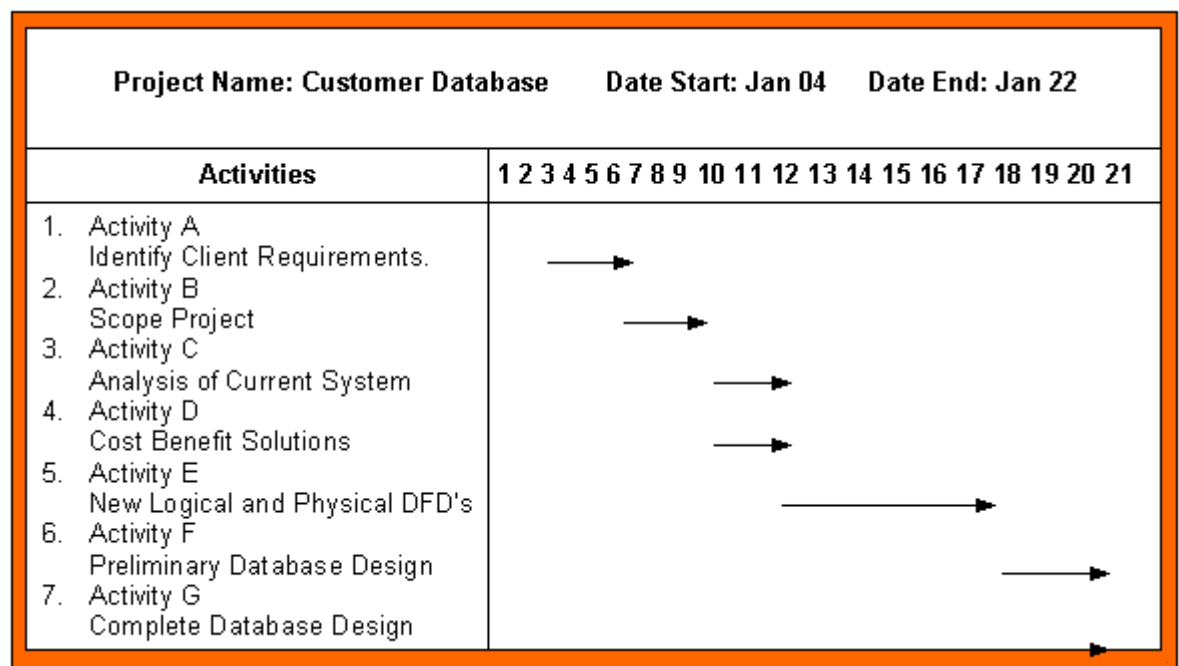 Project Name: Customer Database Date Start: Jan 04 Date End: Jan 22
Activities 1 2 3 4 5 6 7 8 9 10 11 12 13 14 15 16 17 18 19 20 21
1. Activity A
Identify Client Requirements.
2. Activity B
Scope Project
3. Activity C
Analysis of Current System
4. Activity D
Cost Benefit Solutions
5. Activity E
New Logical and Physical DFD's
6. Activity F
Preliminary Database Design
7. Activity G
Complete Database Design